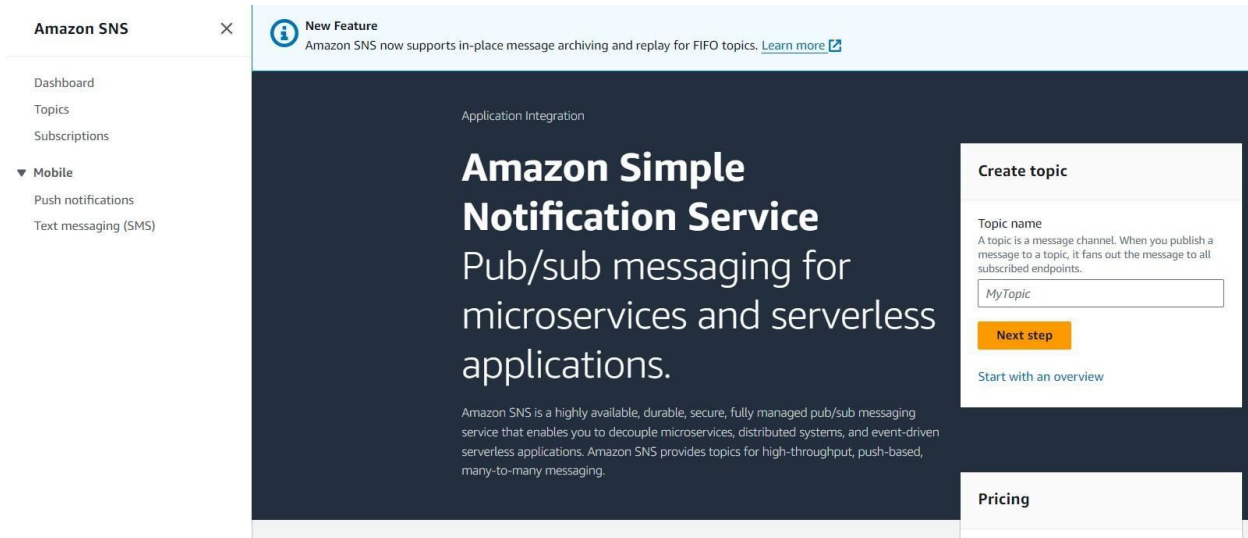 Amazon SNS
Dashboard
Topics
Subscriptions
Mobile
Push notifications
Text messaging (SMS)
New Feature
Amazon SNS now supports in-place message archiving and replay for FIFO topics. Learn more
Application Integration
Amazon Simple
Notification Service
Pub/sub messaging for
microservices and serverless
applications.
Amazon SNS is a highly available, durable, secure, fully managed pub/sub messaging
service that enables you to decouple microservices, distributed systems, and event-driven
serverless applications. Amazon SNS provides topics for high-throughput, push-based,
many-to-many messaging.
Create topic
Topic name
A topic is a message channel. When you publish a
message to a topic, it fans out the message to all
subscribed endpoints.
MyTopic
Next step
Start with an overview
Pricing